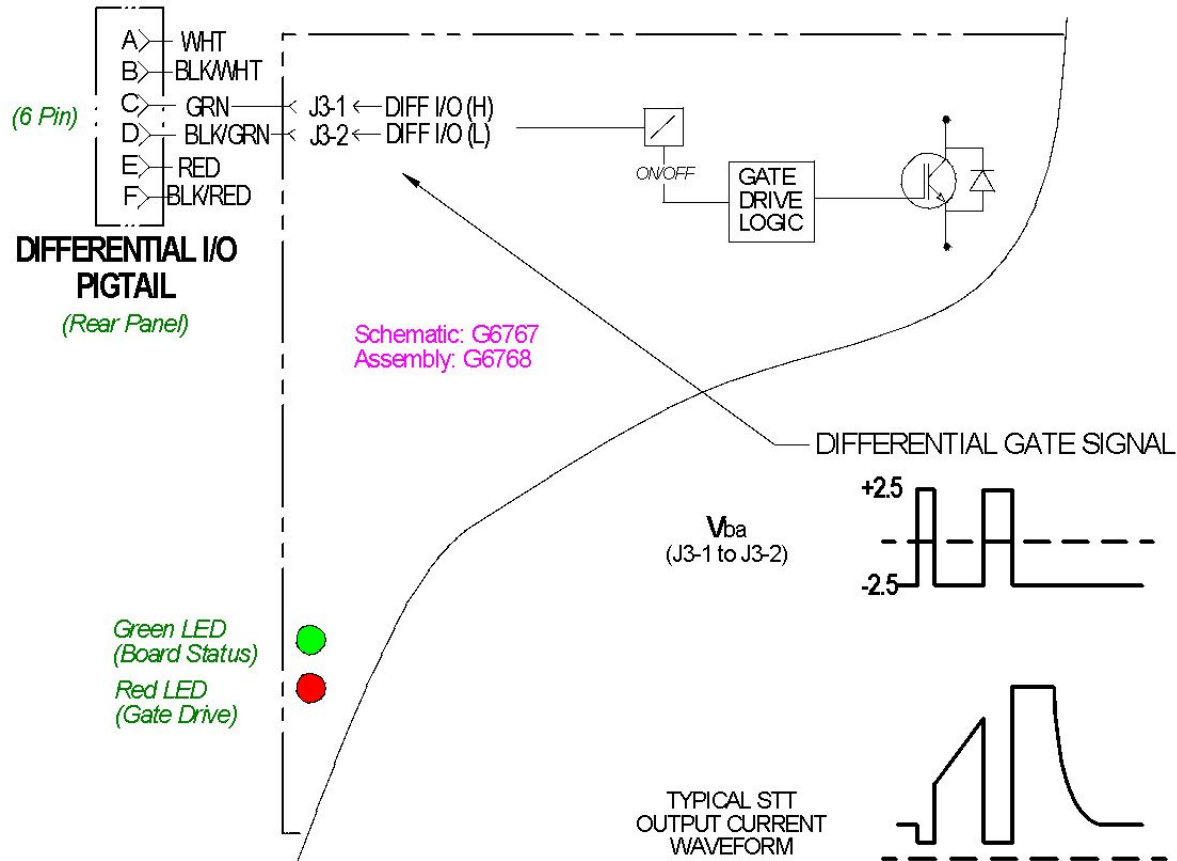 A WHT
B BLK/WHT
C GRN J3-1 DIFF I/O (H)
D BLK/GRN J3-2 DIFF I/O (L)
E RED
F BLK/RED
(6 Pin)
DIFFERENTIAL I/O
PIGTAIL
(Rear Panel)
ON/OFF
GATE
DRIVE
LOGIC
Schematic: G6767
Assembly: G6768
DIFFERENTIAL GATE SIGNAL
+2.5
Vba
(J3-1 to J3-2)
-2.5
Green LED
(Board Status)
Red LED
(Gate Drive)
TYPICAL STT
OUTPUT CURRENT
WAVEFORM